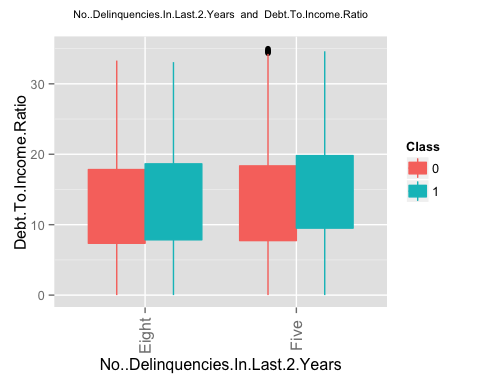 No..Delinquencies.In.Last.2.Years and Debt.To.Income.Ratio
Debt.To.Income.Ratio
30
20
10
0
Eight
Five
No..Delinquencies.In.Last.2.Years
Class
0
1